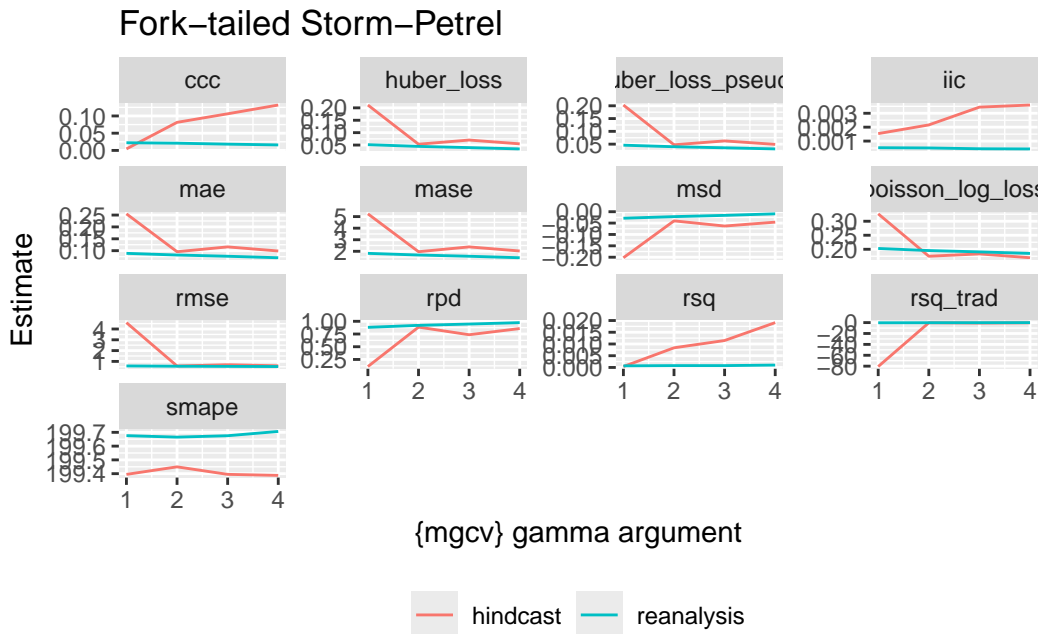 Fork−tailed Storm−Petrel
ccc huber_loss uber_loss_pseud iic
0.10 0.05 0.00
0.20 0.15 0.10 0.05
0.20 0.15 0.10 0.05
0.003 0.002 0.001
mae mase msd poisson_log_loss
0.25 0.20 0.15 0.10
5 4 3 2
0.00 −0.05 −0.10 −0.15 −0.20
0.30 0.25 0.20
rmse rpd rsq rsq_trad
4 3 2 1
1.00 0.75 0.50 0.25
0.020 0.015 0.010 0.005 0.000
0 −20 −40 −60 −80
1 2 3 4 1 2 3 4 1 2 3 4
smape
199.7 199.6 199.5 199.4
1 2 3 4
Estimate
{mgcv} gamma argument
hindcast reanalysis